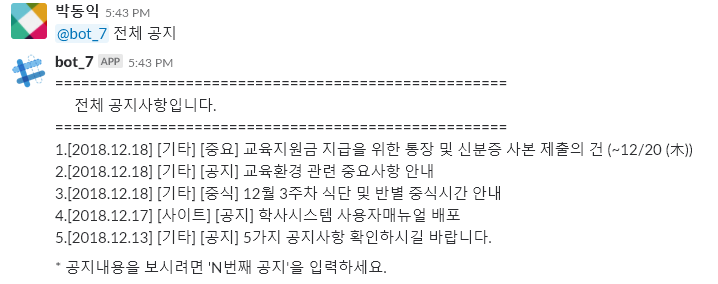 박동익 5:43 PM
@bot_7 전체 공지
bot_7 APP 5:43 PM
====================================================
전체 공지사항입니다.
====================================================
1.[2018.12.18] [기타] [중요] 교육지원금 지급을 위한 통장 및 신분증 사본 제출의 건 (~12/20 (木))
2.[2018.12.18] [기타] [공지] 교육환경 관련 중요사항 안내
3.[2018.12.18] [기타] [중식] 12월 3주차 식단 및 반별 중식시간 안내
4.[2018.12.17] [사이트] [공지] 학사시스템 사용자매뉴얼 배포
5.[2018.12.13] [기타] [공지] 5가지 공지사항 확인하시길 바랍니다.
* 공지내용을 보시려면 'N번째 공지'을 입력하세요.